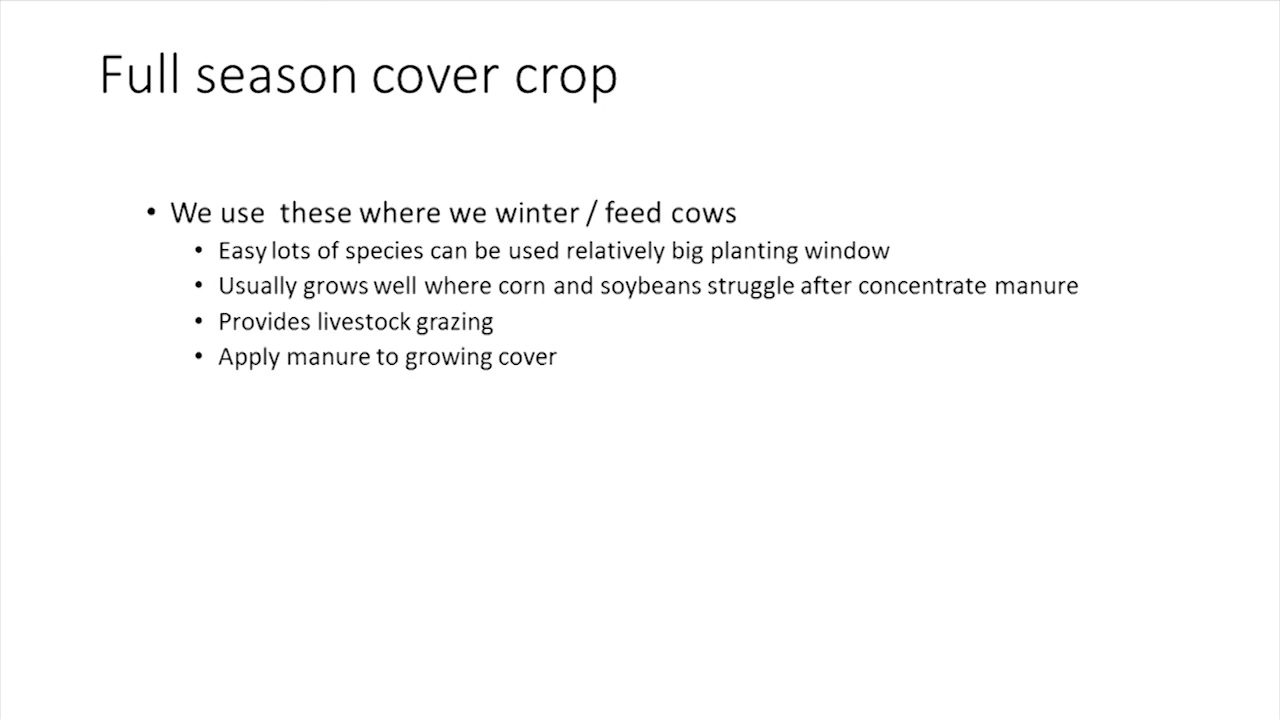 Full season cover crop
• We use these where we winter / feed cows
• Easy lots of species can be used relatively big planting window
• Usually grows well where corn and soybeans struggle after concentrate manure
• Provides livestock grazing
• Apply manure to growing cover